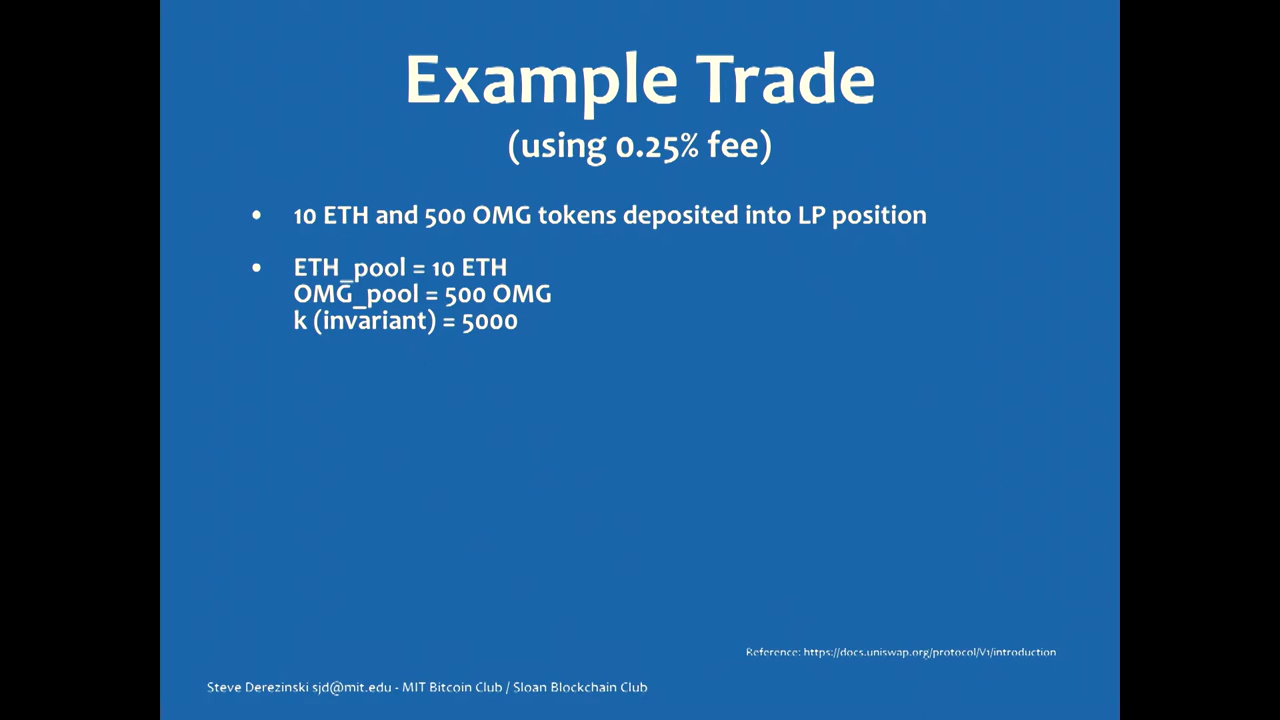 Example Trade
(using 0.25% fee)
• 10 ETH and 500 OMG tokens deposited into LP position
• ETH_pool = 10 ETH
OMG_pool = 500 OMG
k (invariant) = 5000
Reference: https://docs.uniswap.org/protocol/V1/introduction
Steve Derezinski sjd@mit.edu - MIT Bitcoin Club / Sloan Blockchain Club